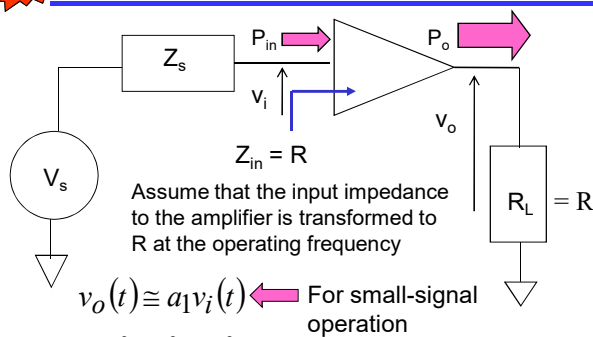 P_in
P_o
Z_s
v_i
v_o
Z_in = R
V_s
R_L = R
Assume that the input impedance
to the amplifier is transformed to
R at the operating frequency
v_o(t) ≅ a_1v_i(t)
For small-signal
operation